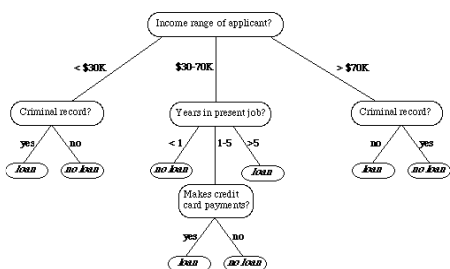 Income range of applicant?
< $30K
$30-70K
> $70K
Criminal record?
Years in present job?
Criminal record?
yes
no
< 1
1-5
>5
no
yes
loan
no loan
no loan
loan
loan
no loan
Makes credit
card payments?
yes
no
loan
no loan